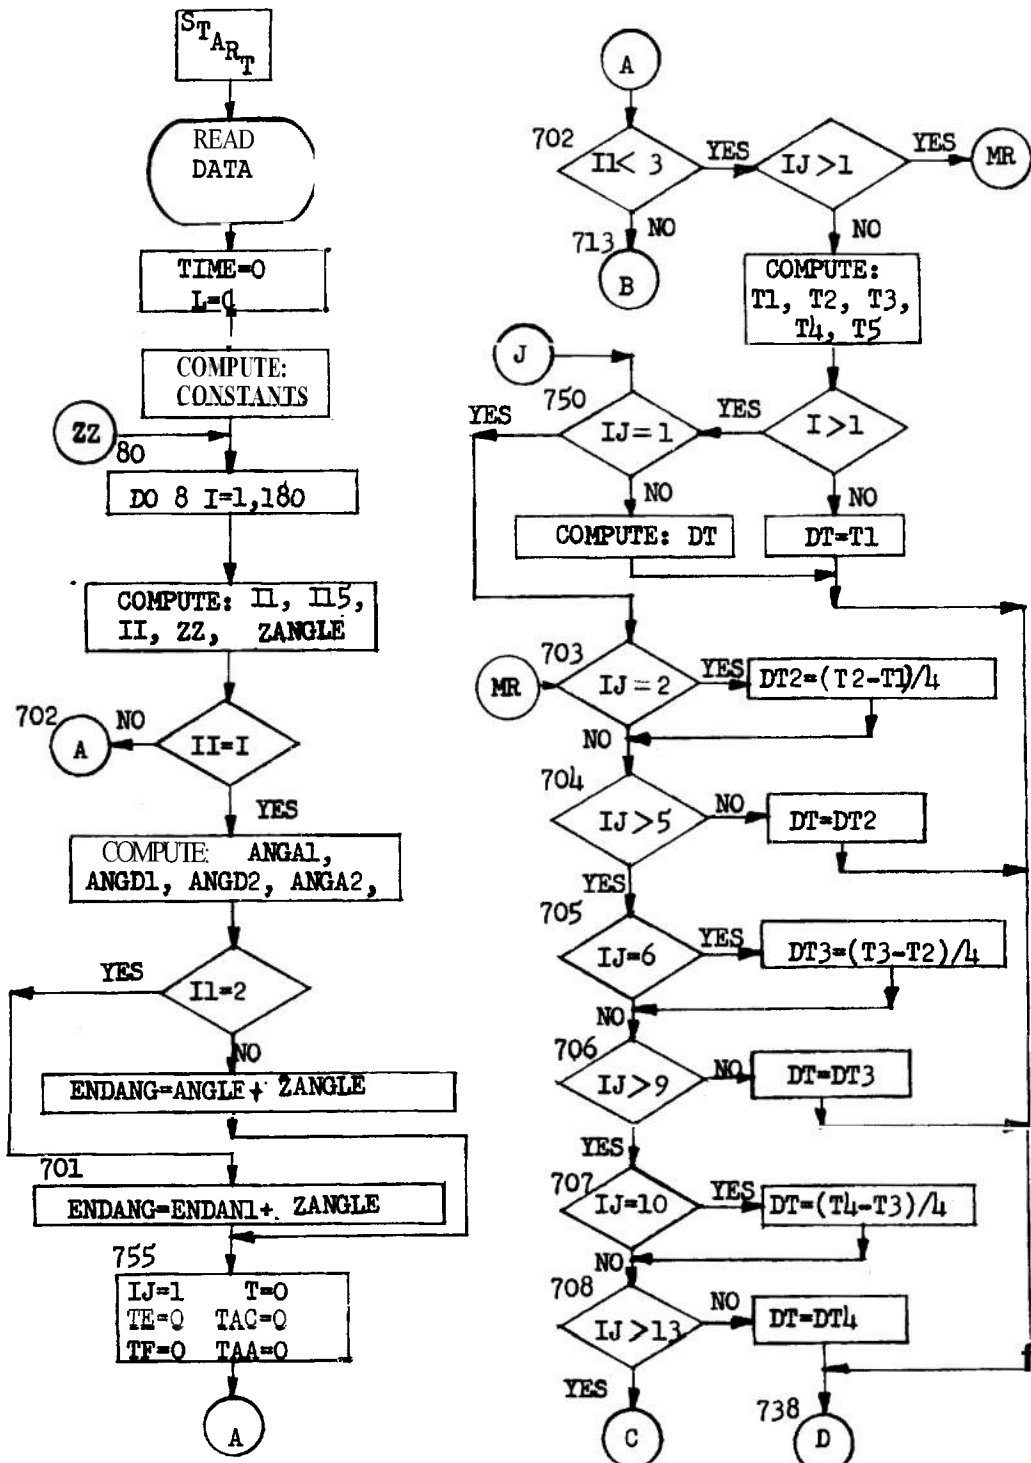 START
READ
DATA
TIME=0
L=0
COMPUTE:
CONSTANTS
ZZ
80
DO 8 I=1,180
COMPUTE: I1, I15,
II, ZZ, ZANGLE
702
NO
A
II=I
YES
COMPUTE: ANGA1,
ANGD1, ANGD2, ANGA2,
YES
I1=2
NO
ENDANG=ANGLE+ ZANGLE
701
ENDANG=ENDAN1+. ZANGLE
755
IJ=1 T=0
TE=0 TAC=0
TF=0 TAA=0
A
A
702
I1< 3
YES
IJ >1
YES
MR
NO
713
B
NO
COMPUTE:
T1, T2, T3,
T4, T5
J
750
YES
IJ= 1
YES
I >1
NO
NO
COMPUTE: DT
DT=T1
703
MR
IJ = 2
YES
DT2=(T2-T1)/4
NO
704
IJ >5
NO
DT=DT2
YES
705
IJ=6
YES
DT3=(T3-T2)/4
NO
706
IJ >9
NO
DT=DT3
YES
707
IJ=10
YES
DT=(T4-T3)/4
NO
708
IJ >13
NO
DT=DT4
YES
C
738
D